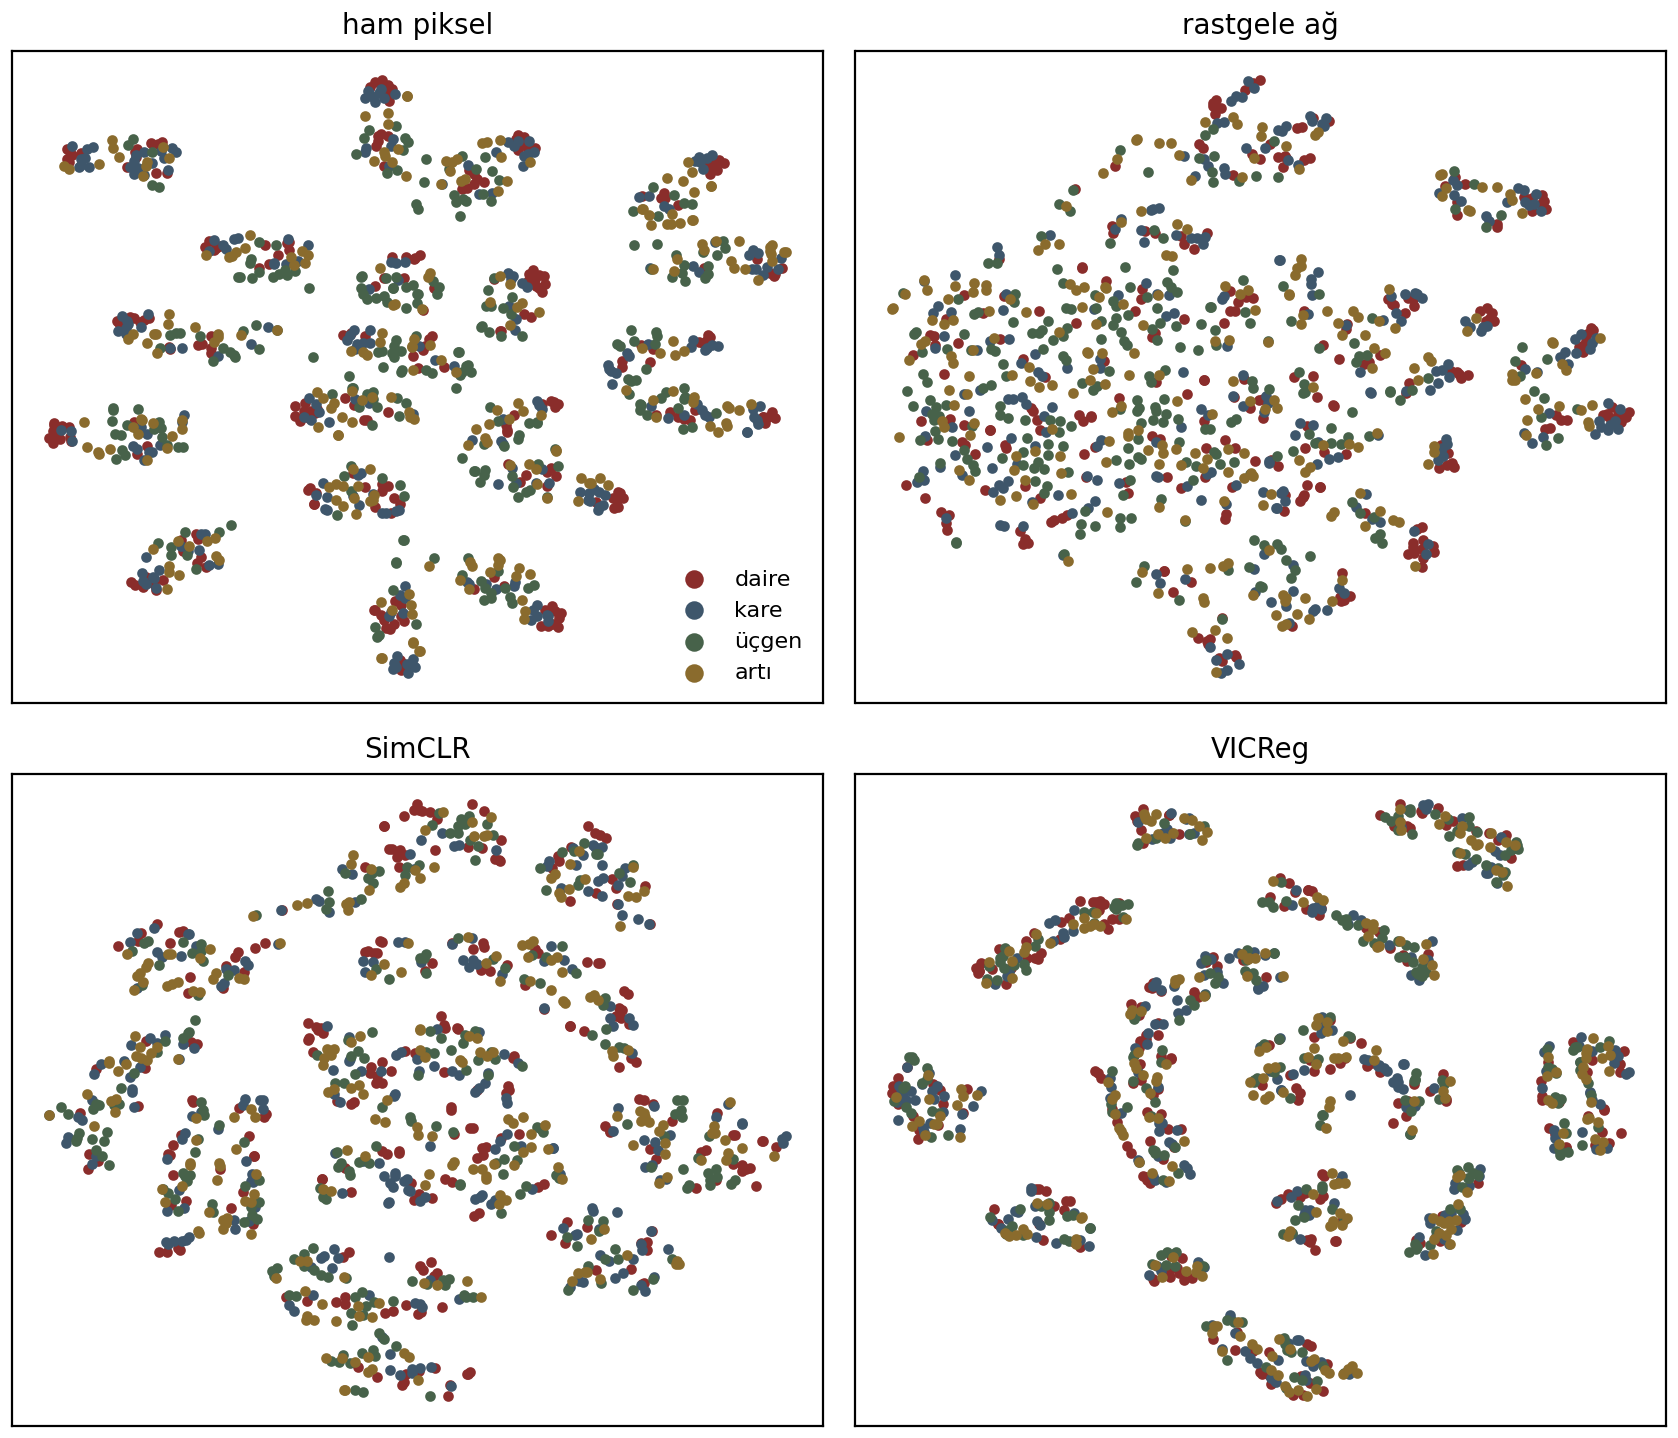 ham piksel
rastgele ağ
daire
kare
üçgen
artı
SimCLR
VICReg